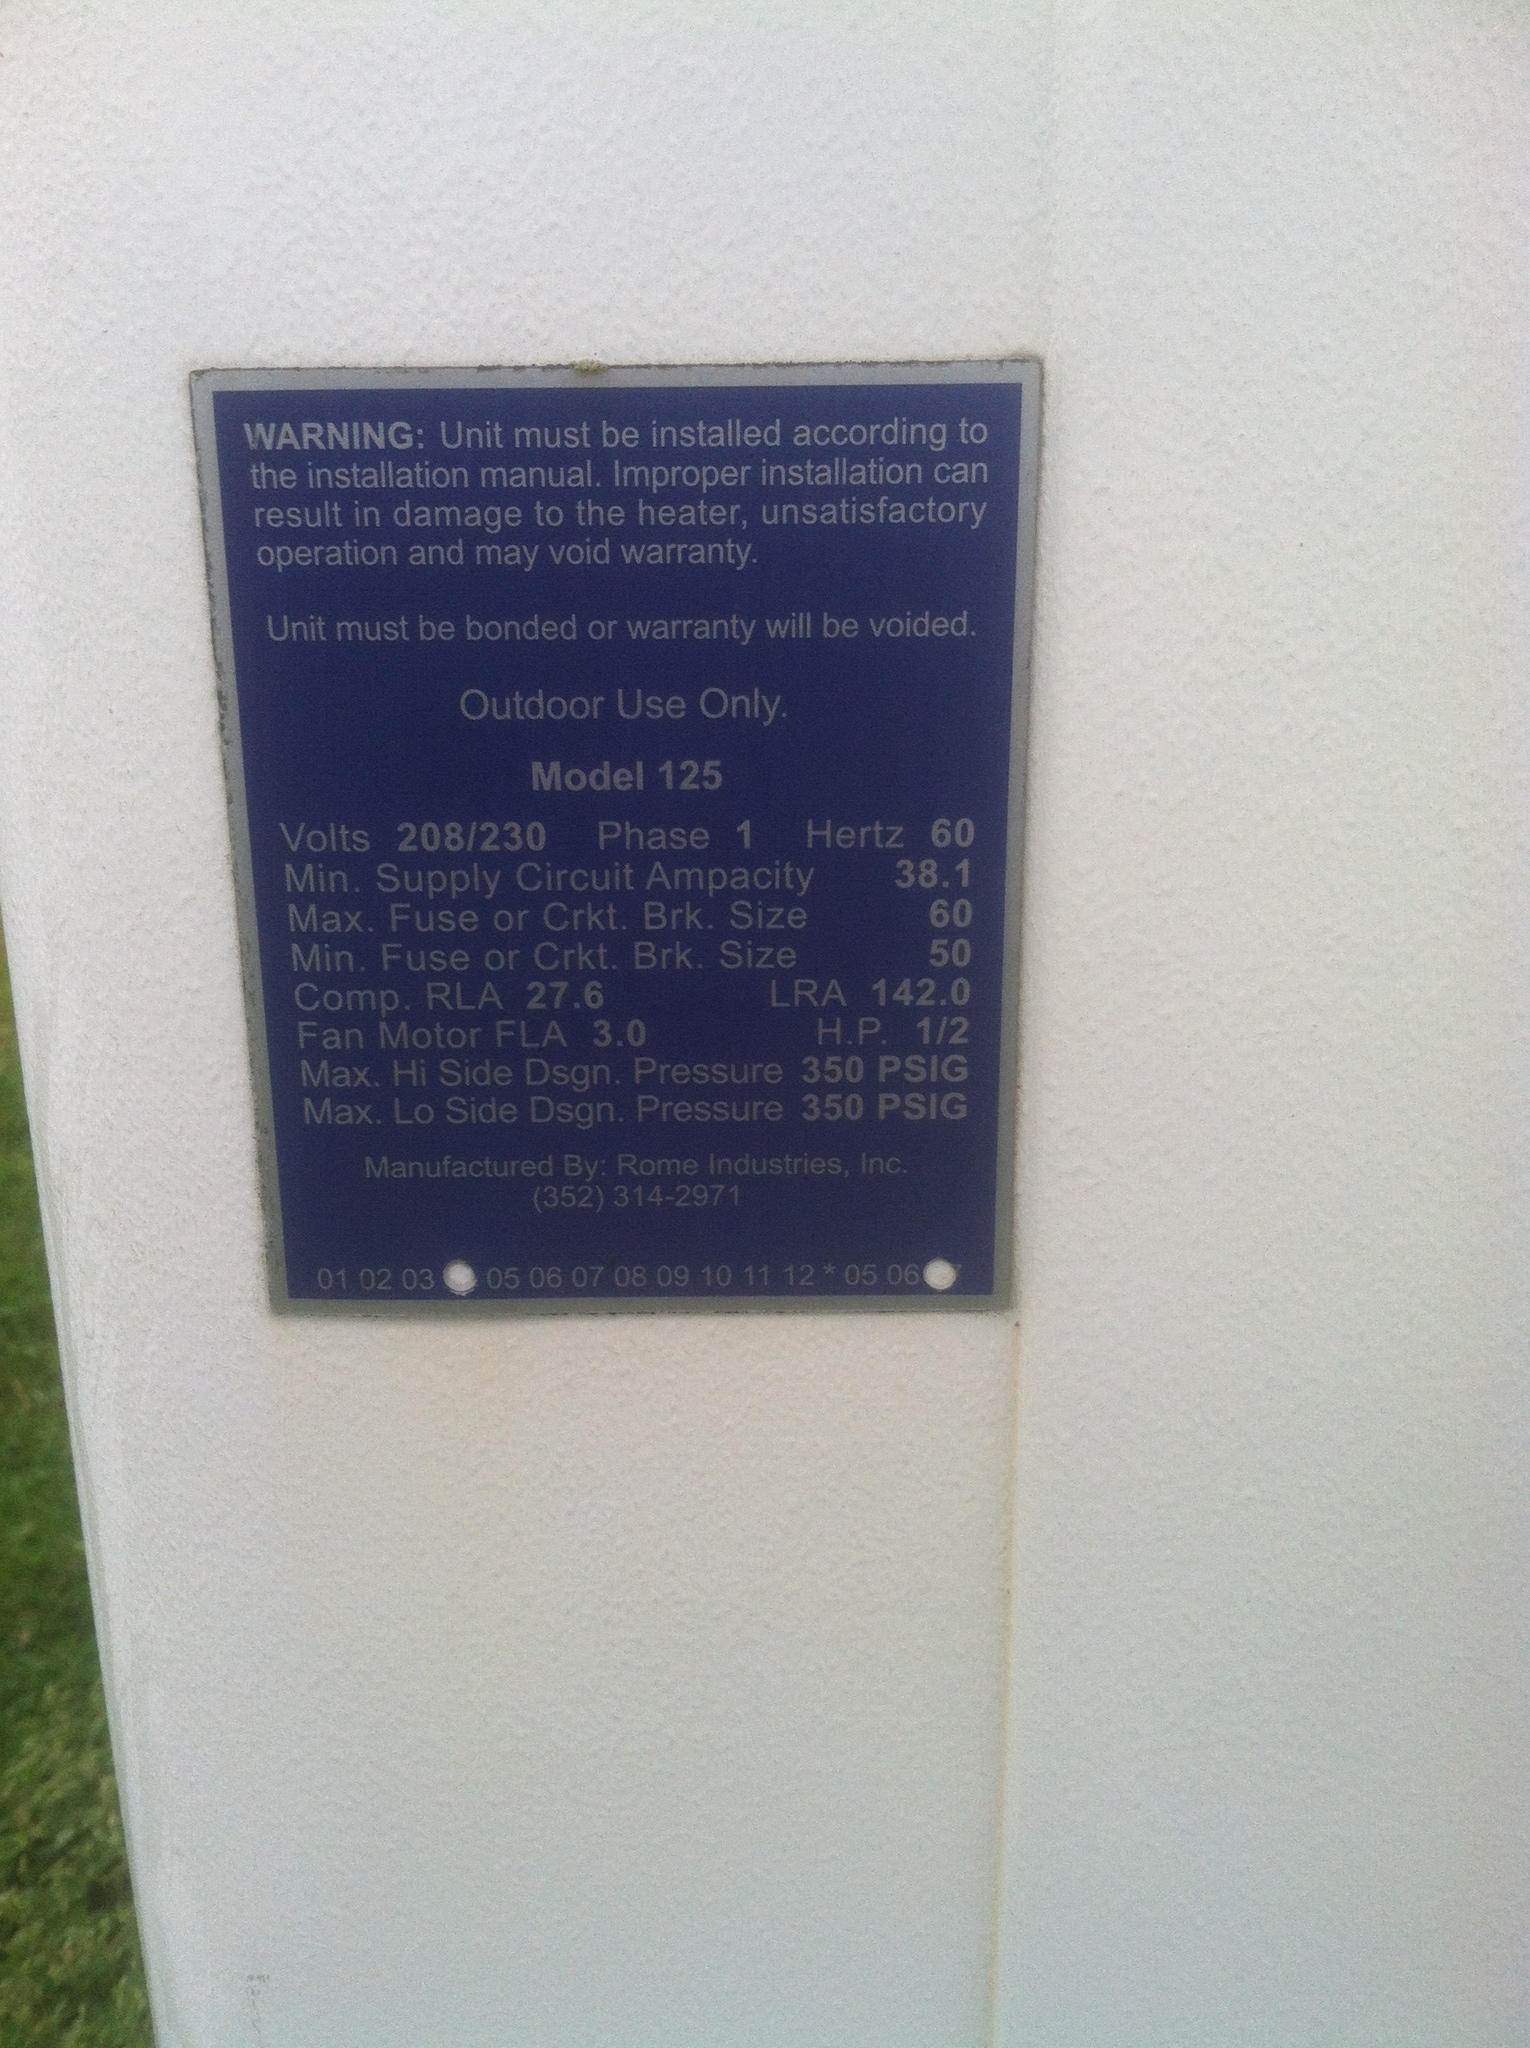 WARNING: Unit must be installed according to
the installation manual. Improper installation can
result in damage to the heater, unsatisfactory
operation and may void warranty.
Unit must be bonded or warranty will be voided.
Outdoor Use Only.
Model 125
Volts 208/230 Phase 1 Hertz 60
Min. Supply Circuit Ampacity 38.1
Max. Fuse or Crkt. Brk. Size 60
Min. Fuse or Crkt. Brk. Size 50
Comp. RLA 27.6 LRA 142.0
Fan Motor FLA 3.0 H.P. 1/2
Max. Hi Side Dsgn. Pressure 350 PSIG
Max. Lo Side Dsgn. Pressure 350 PSIG
Manufactured By: Rome Industries, Inc.
(352) 314-2971
01 02 03 05 06 07 08 09 10 11 12 * 05 06